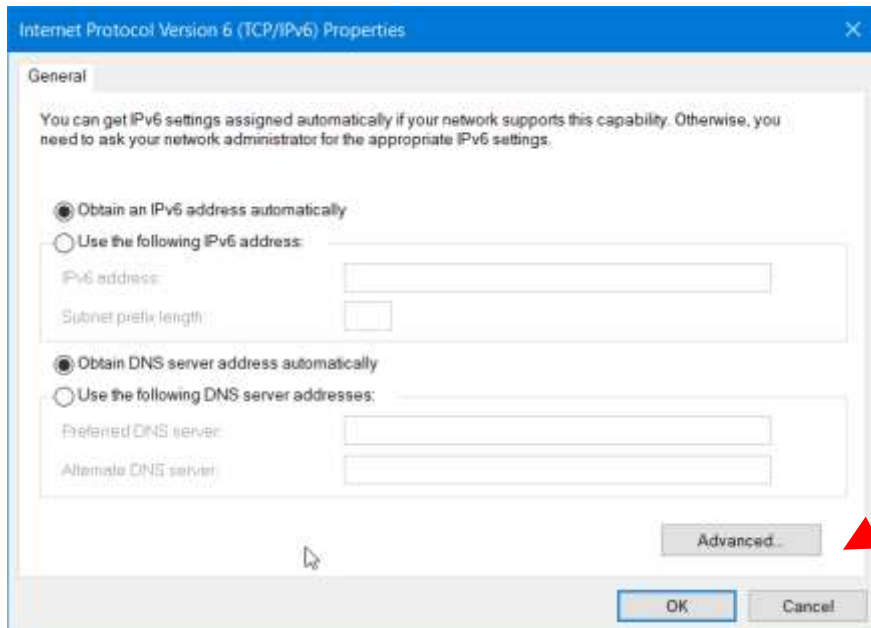 Internet Protocol Version 6 (TCP/IPv6) Properties
General
You can get IPv6 settings assigned automatically if your network supports this capability. Otherwise, you
need to ask your network administrator for the appropriate IPv6 settings.
Obtain an IPv6 address automatically
Use the following IPv6 address:
IPv6 address:
Subnet prefix length:
Obtain DNS server address automatically
Use the following DNS server addresses:
Preferred DNS server:
Alternate DNS server:
Advanced...
OK
Cancel